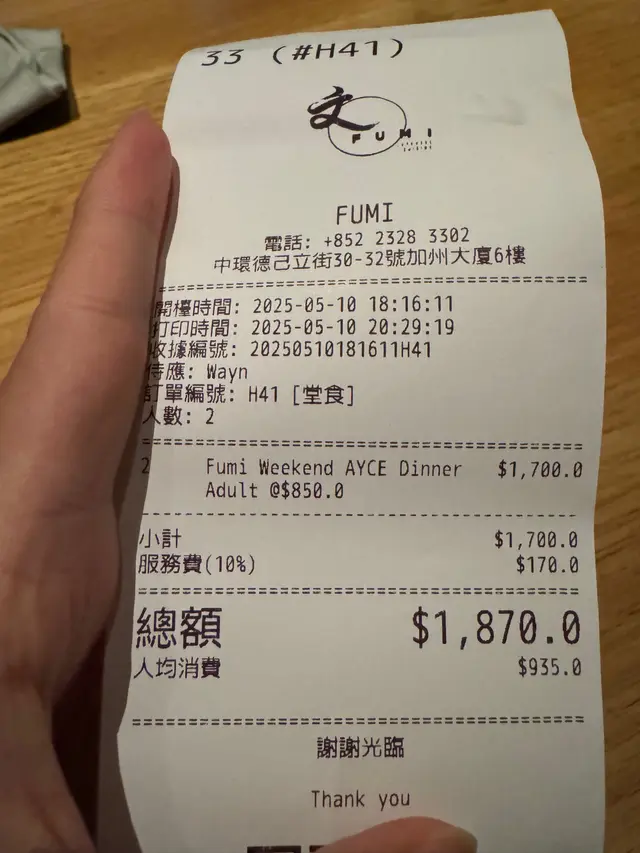 33 (#H41)
文
FUMI
FUMI
電話: +852 2328 3302
中環德己立街30-32號加州大廈6樓
開檯時間: 2025-05-10 18:16:11
打印時間: 2025-05-10 20:29:19
收據編號: 20250510181611H41
侍應: Wayn
訂單編號: H41 [堂食]
人數: 2
2 Fumi Weekend AYCE Dinner $1,700.0
Adult @$850.0
小計 $1,700.0
服務費(10%) $170.0
總額 $1,870.0
人均消費 $935.0
謝謝光臨
Thank you